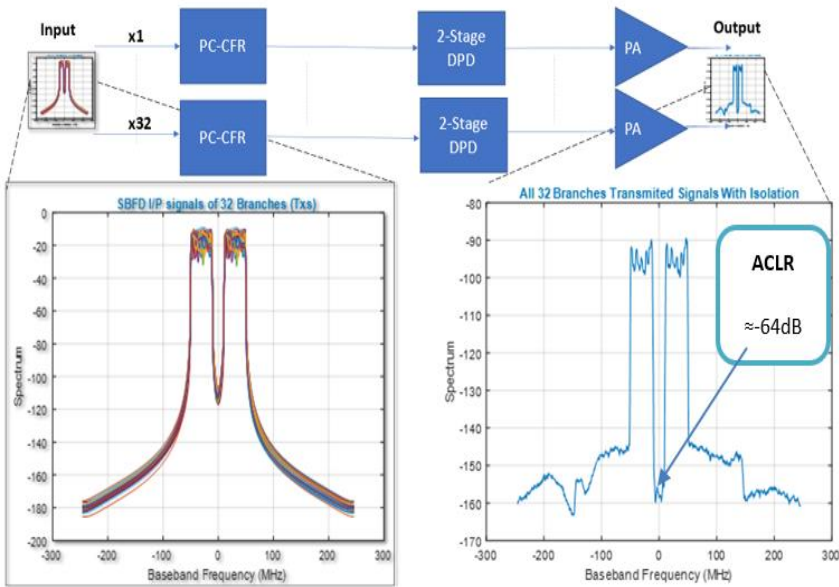 Input
x1
PC-CFR
2-Stage
DPD
PA
Output
x32
PC-CFR
2-Stage
DPD
PA
SBFD I/P signals of 32 Branches (Txs)
0
-20
-40
-60
-80
-100
-120
-140
-160
-180
-200
Spectrum
-300
-200
-100
0
100
200
300
Baseband Frequency (MHz)
All 32 Branches Transmited Signals With Isolation
-80
-90
-100
-110
-120
-130
-140
-150
-160
-170
Spectrum
-300
-200
-100
0
100
200
300
Baseband Frequency (MHz)
ACLR
≈-64dB